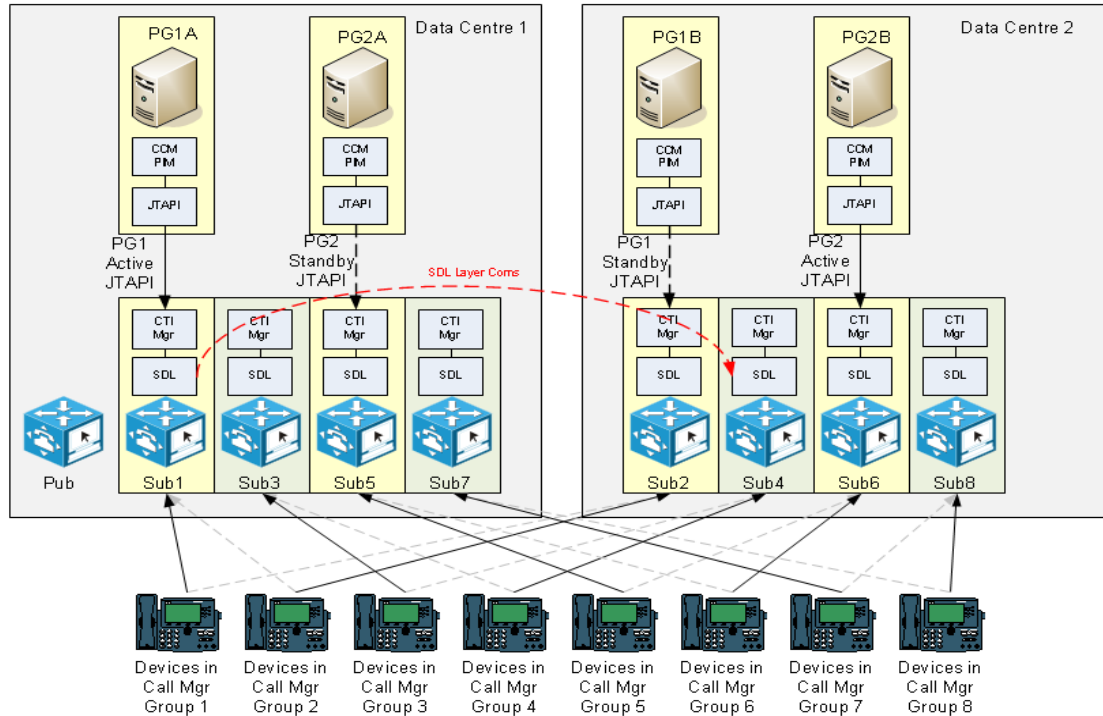 Data Centre 1
Data Centre 2
PG1A
PG2A
PG1B
PG2B
CCM
PIM
CCM
PIM
CCM
PIM
CCM
PIM
JTAPI
JTAPI
JTAPI
JTAPI
PG1
Active
JTAPI
PG2
Standby
JTAPI
PG1
Standby
JTAPI
PG2
Active
JTAPI
SDL Layer Coms
CTI
Mgr
CTI
Mgr
CTI
Mgr
CTI
Mgr
CTI
Mgr
CTI
Mgr
CTI
Mgr
CTI
Mgr
SDL
SDL
SDL
SDL
SDL
SDL
SDL
SDL
Pub
Sub1
Sub3
Sub5
Sub7
Sub2
Sub4
Sub6
Sub8
Devices in
Call Mgr
Group 1
Devices in
Call Mgr
Group 2
Devices in
Call Mgr
Group 3
Devices in
Call Mgr
Group 4
Devices in
Call Mgr
Group 5
Devices in
Call Mgr
Group 6
Devices in
Call Mgr
Group 7
Devices in
Call Mgr
Group 8